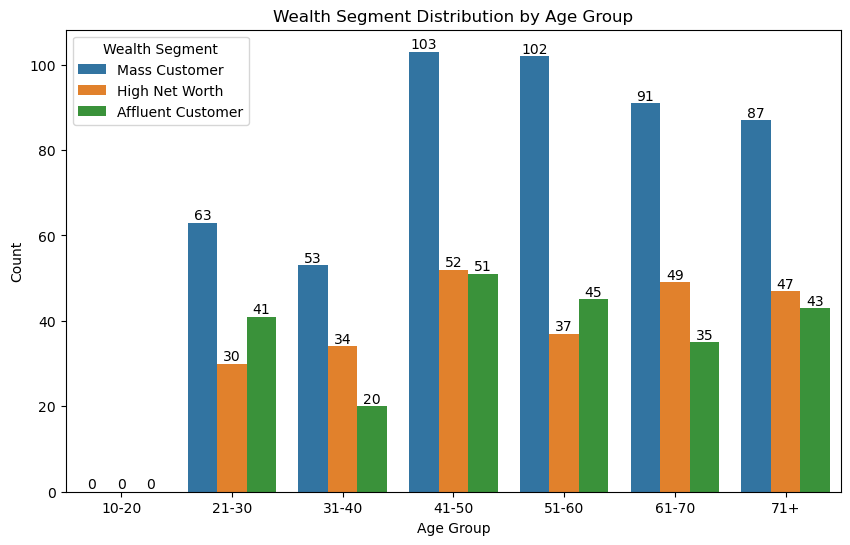 Wealth Segment Distribution by Age Group
Wealth Segment
Mass Customer
High Net Worth
Affluent Customer
Count
100
80
60
40
20
0
0 0 0
63 30 41
53 34 20
103 52 51
102 37 45
91 49 35
87 47 43
10-20 21-30 31-40 41-50 51-60 61-70 71+
Age Group